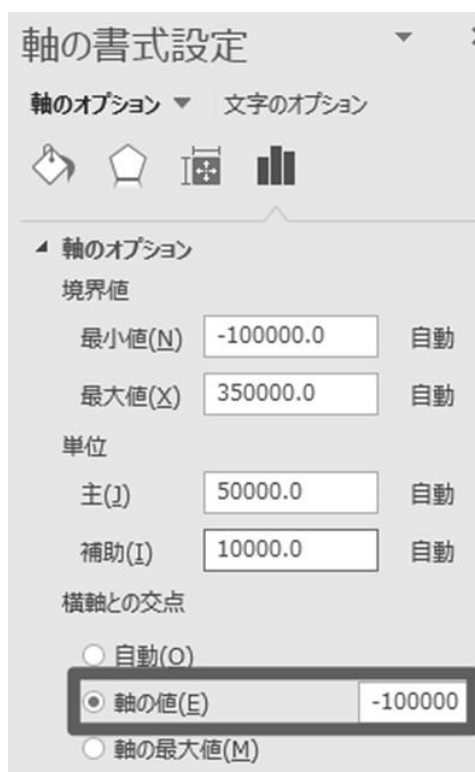 軸の書式設定
軸のオプション 文字のオプション
軸のオプション
境界値
最小値(N) -100000.0 自動
最大値(X) 350000.0 自動
単位
主(J) 50000.0 自動
補助(I) 10000.0 自動
横軸との交点
自動(O)
軸の値(E) -100000
軸の最大値(M)